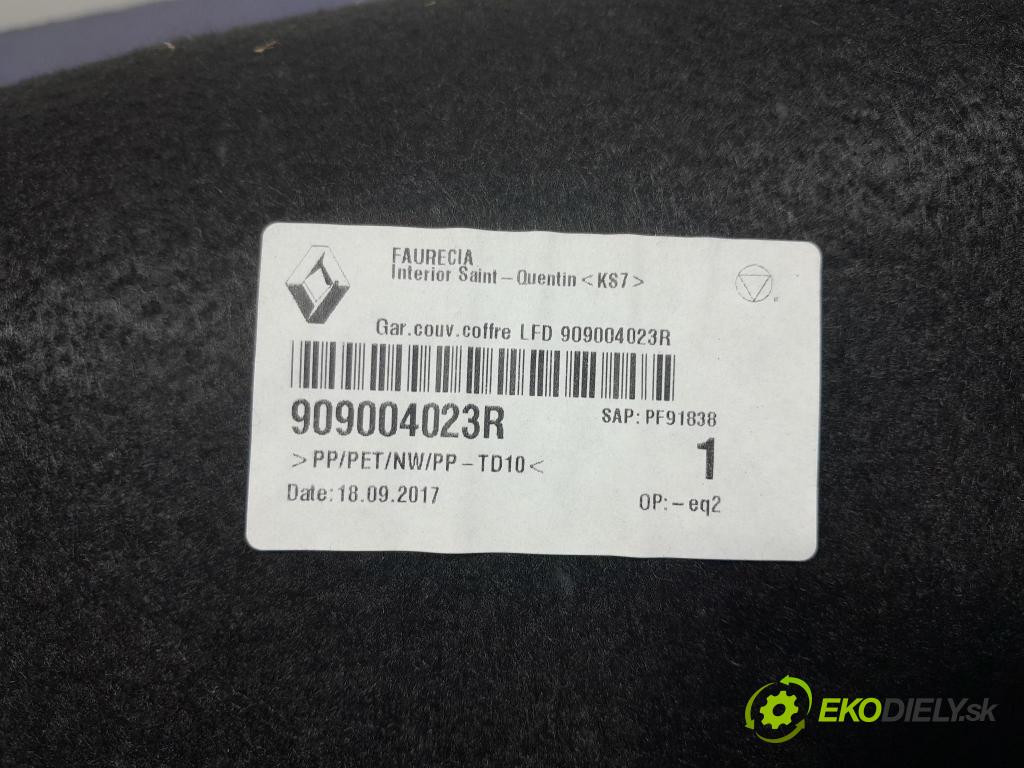 FAURECIA
Interior Saint-Quentin <KS7>
Gar.couv.coffre LFD 909004023R
909004023R
SAP: PF91838
>PP/PET/NW/PP-TD10<
1
Date: 18.09.2017
OP:-eq2
EKODIELY.sk